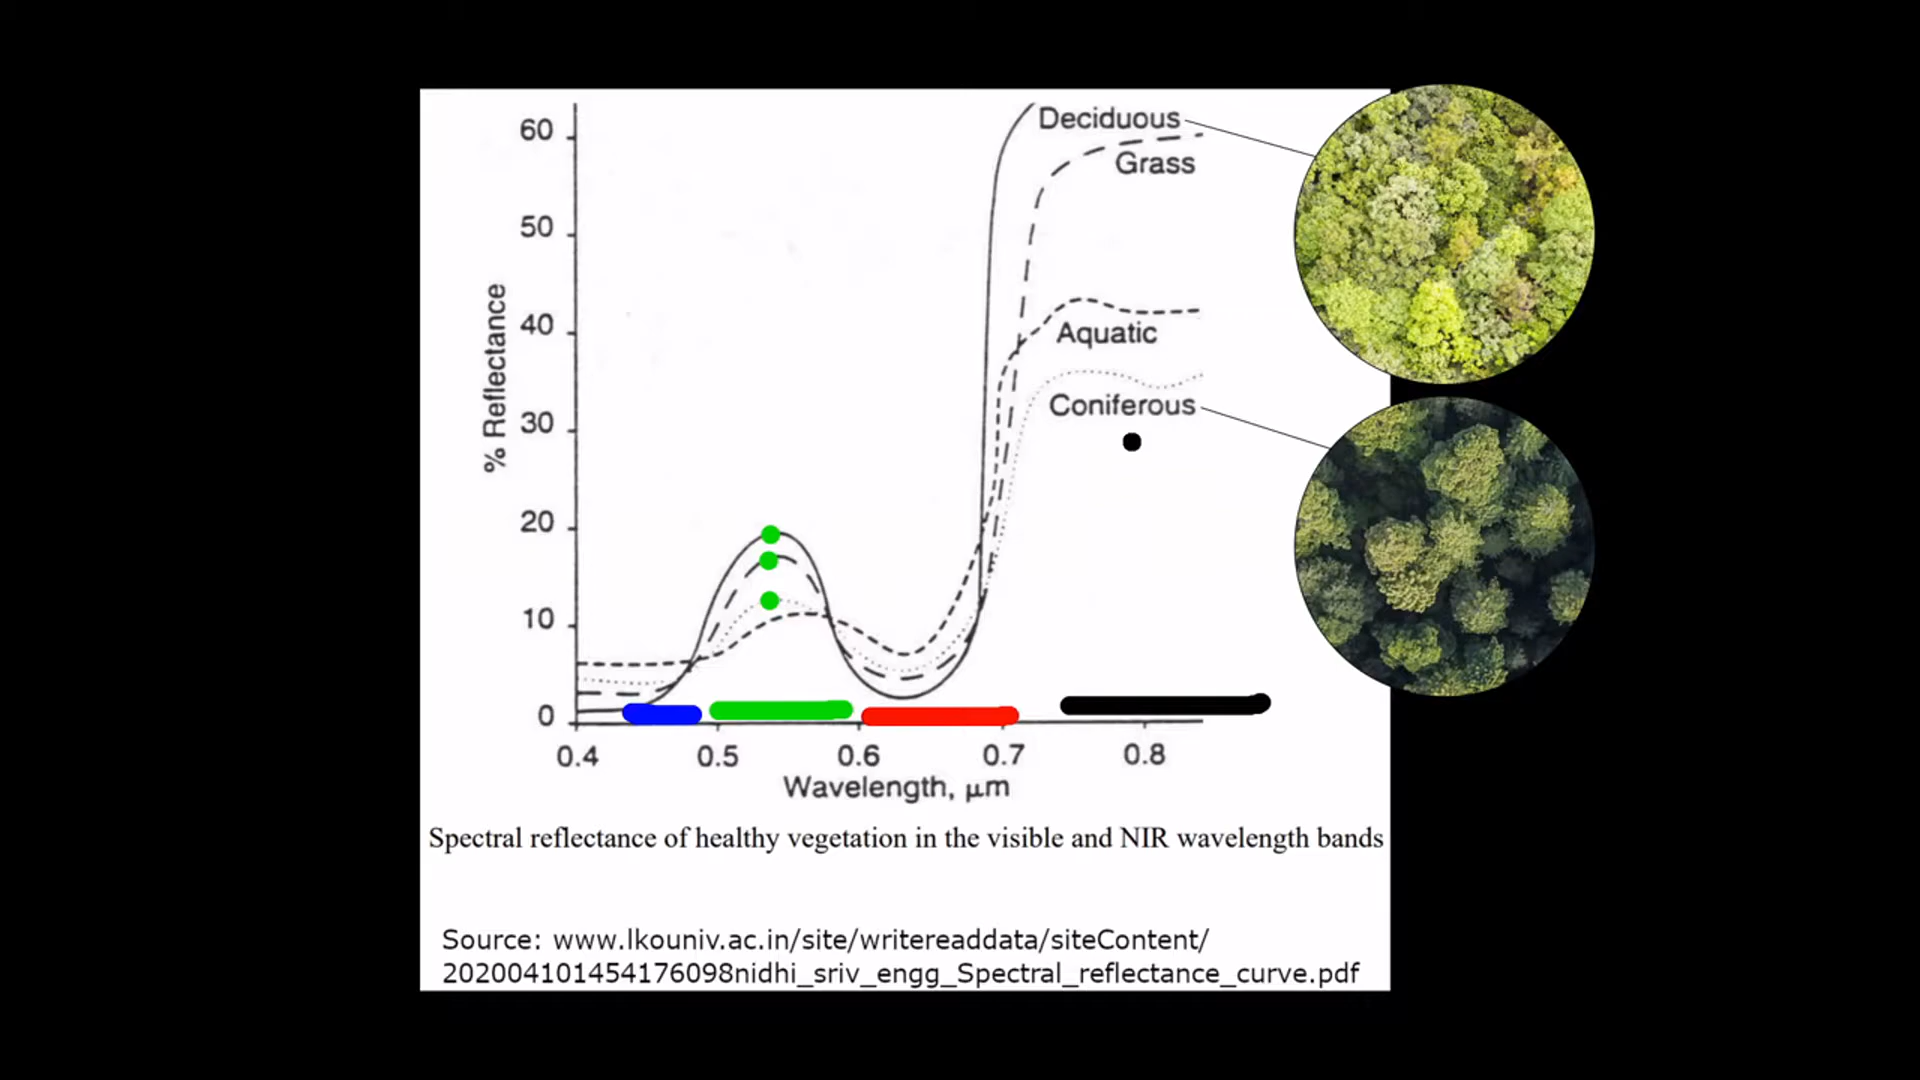 60
Deciduous
Grass
50
40
Aquatic
Coniferous
30
% Reflectance
20
10
0
0.4 0.5 0.6 0.7 0.8
Wavelength, μm
Spectral reflectance of healthy vegetation in the visible and NIR wavelength bands
Source: www.lkouniv.ac.in/site/writereaddata/siteContent/
202004101454176098nidhi_sriv_engg_Spectral_reflectance_curve.pdf